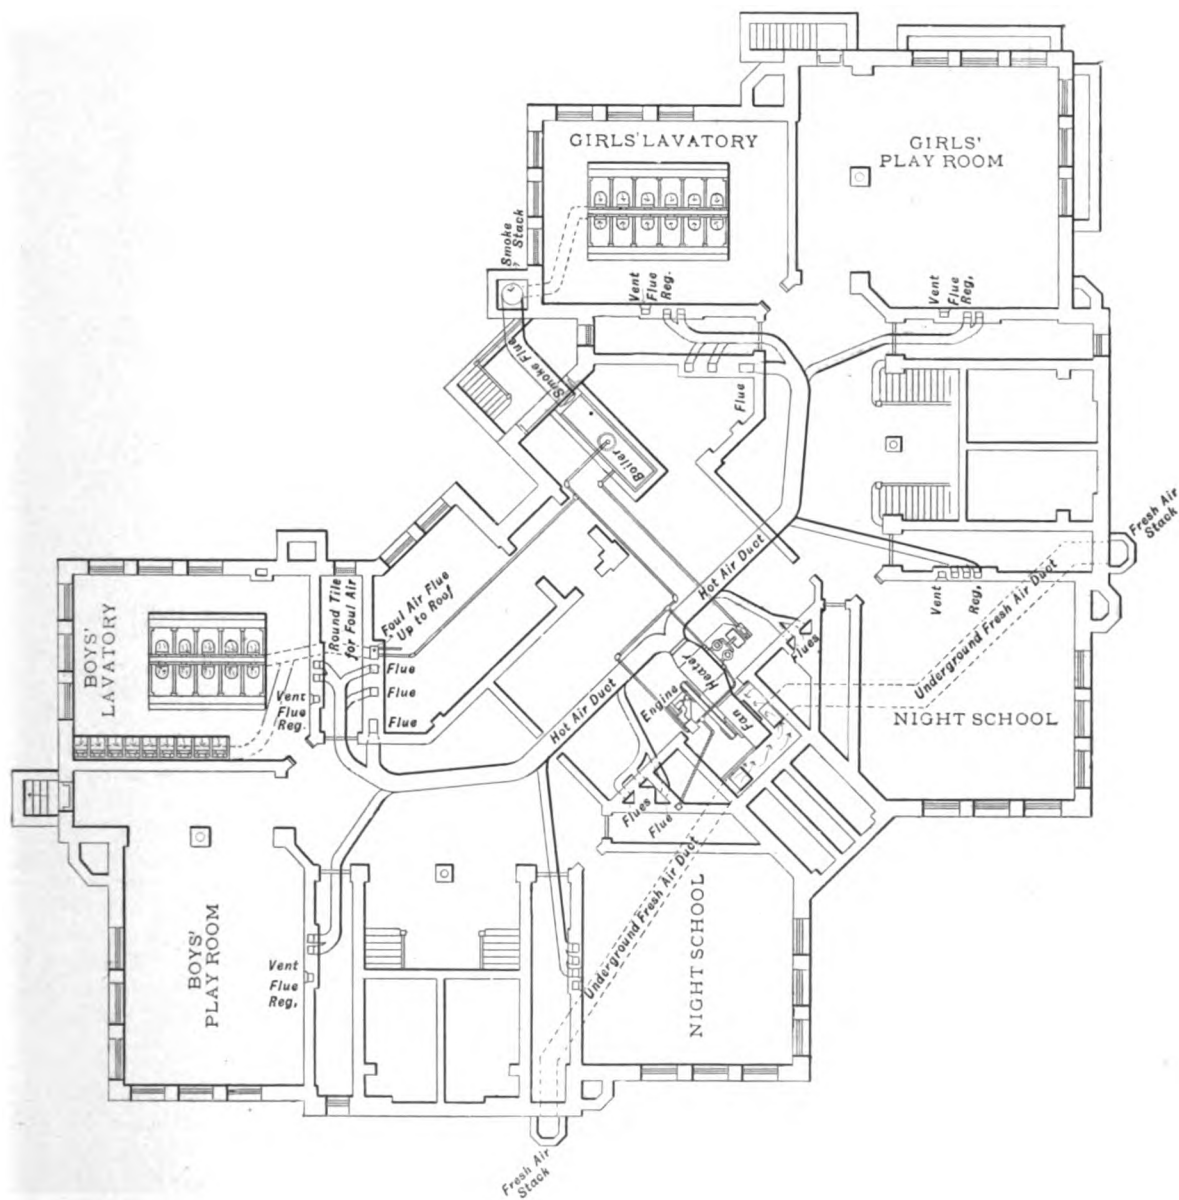 GIRLS' LAVATORY
GIRLS'
PLAY ROOM
Smoke
Stack
Vent
Flue
Reg.
Vent
Flue
Reg,
Smoke Flue
Flue
Boiler
Fresh Air
Stack
Hot Air Duct
Vent
Reg,
Underground Fresh Air Duct
BOYS'
LAVATORY
Round Tile
for Foul Air
Foul Air Flue
Up to Roof
Flue
Flue
Flue
Vent
Flue
Reg.
Flues
Heater
Engine
Fan
Hot Air Duct
NIGHT SCHOOL
Flues
Flue
Underground Fresh Air Duct
BOYS'
PLAY ROOM
Vent
Flue
Reg,
NIGHT SCHOOL
Fresh Air
Stack